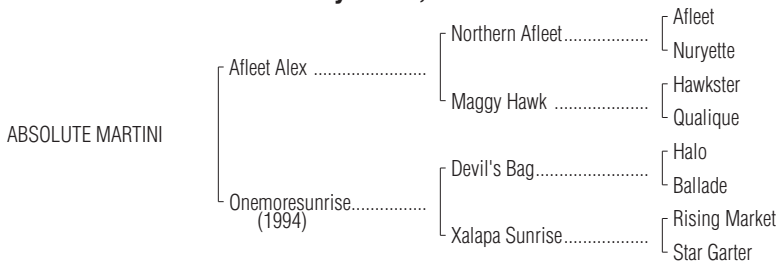 Afleet
Northern Afleet...................
Nuryette
Afleet Alex ........................
Hawkster
Maggy Hawk .....................
Qualique
ABSOLUTE MARTINI
Halo
Devil's Bag.........................
Ballade
Onemoresunrise................
(1994)
Rising Market
Xalapa Sunrise...................
Star Garter